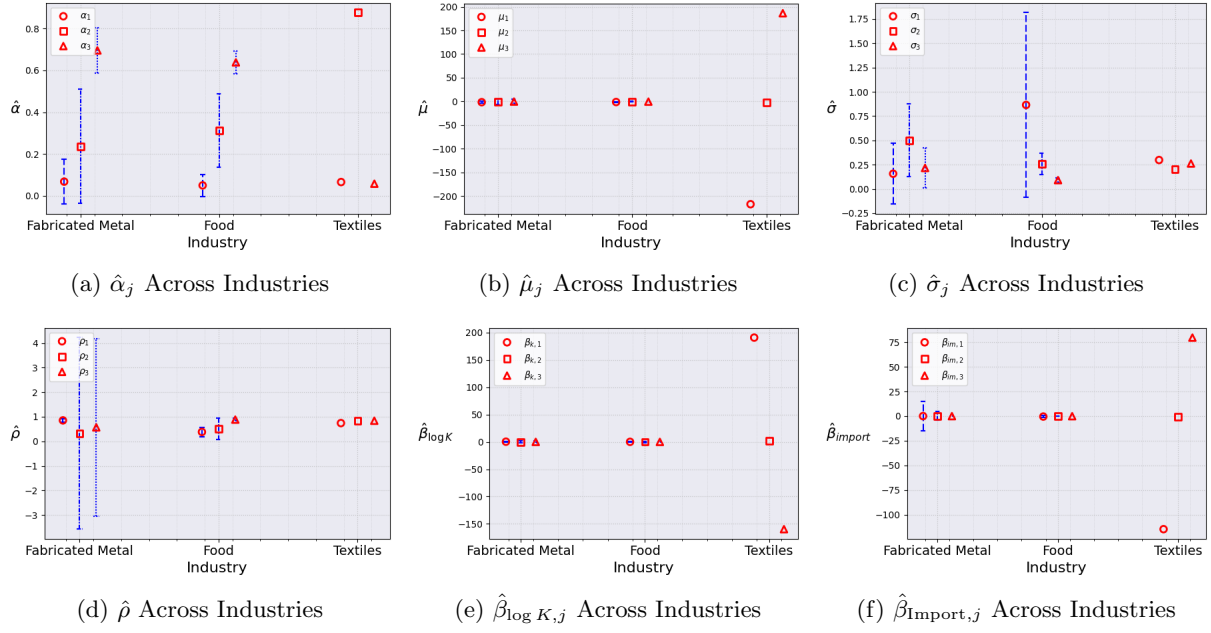 0.8
0.6
0.4
0.2
0.0
α̂
α₁
α₂
α₃
Fabricated Metal Food Textiles
Industry
(a) α̂ⱼ Across Industries
200
150
100
50
0
−50
−100
−150
−200
μ̂
μ₁
μ₂
μ₃
Fabricated Metal Food Textiles
Industry
(b) μ̂ⱼ Across Industries
1.75
1.50
1.25
1.00
0.75
0.50
0.25
0.00
−0.25
σ̂
σ₁
σ₂
σ₃
Fabricated Metal Food Textiles
Industry
(c) σ̂ⱼ Across Industries
4
3
2
1
0
−1
−2
−3
ρ̂
ρ₁
ρ₂
ρ₃
Fabricated Metal Food Textiles
Industry
(d) ρ̂ Across Industries
200
150
100
50
0
−50
−100
−150
β̂_{log K}
β_{k,1}
β_{k,2}
β_{k,3}
Fabricated Metal Food Textiles
Industry
(e) β̂_{log K,j} Across Industries
75
50
25
0
−25
−50
−75
−100
β̂_{import}
β_{im,1}
β_{im,2}
β_{im,3}
Fabricated Metal Food Textiles
Industry
(f) β̂_{Import,j} Across Industries